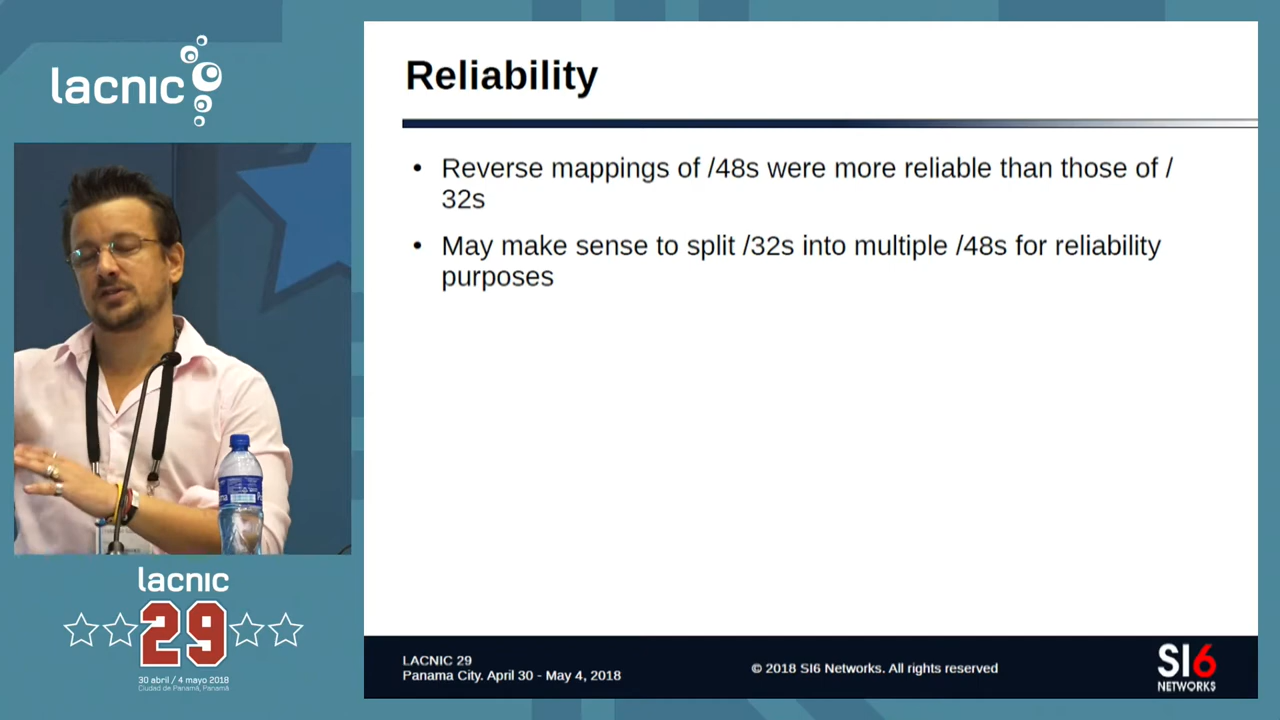 lacnic
Reliability
• Reverse mappings of /48s were more reliable than those of /
32s
• May make sense to split /32s into multiple /48s for reliability
purposes
lacnic
29
30 abril / 4 mayo 2018
Ciudad de Panamá, Panamá
LACNIC 29
Panama City. April 30 - May 4, 2018
© 2018 SI6 Networks. All rights reserved
SI6
NETWORKS